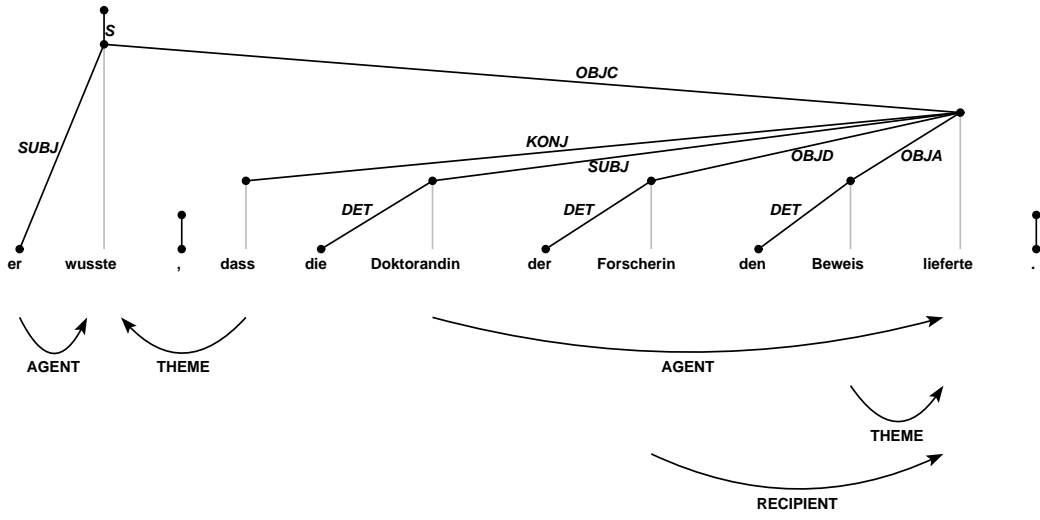 S
OBJC
SUBJ
KONJ
SUBJ
OBJD
OBJA
DET
DET
DET
er wusste , dass die Doktorandin der Forscherin den Beweis lieferte .
AGENT THEME AGENT
THEME
RECIPIENT